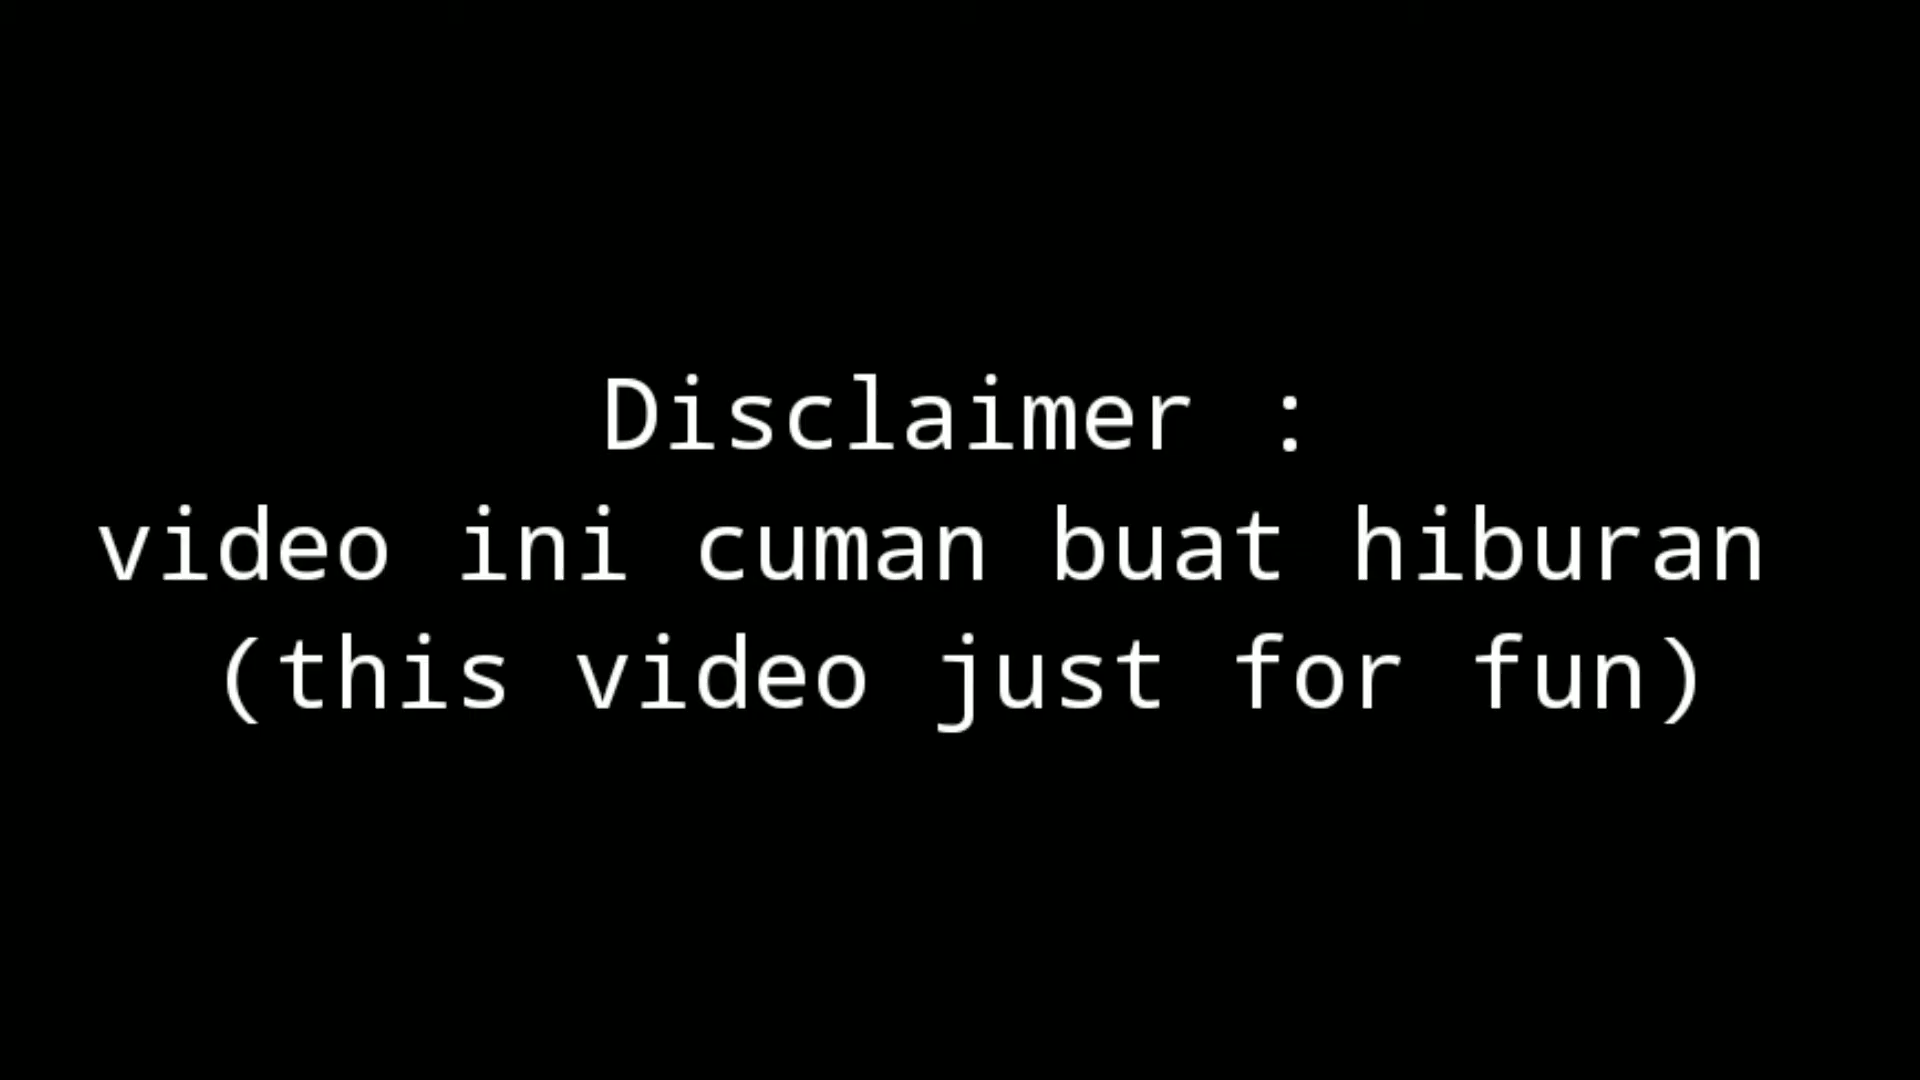 Disclaimer :
video ini cuman buat hiburan
(this video just for fun)